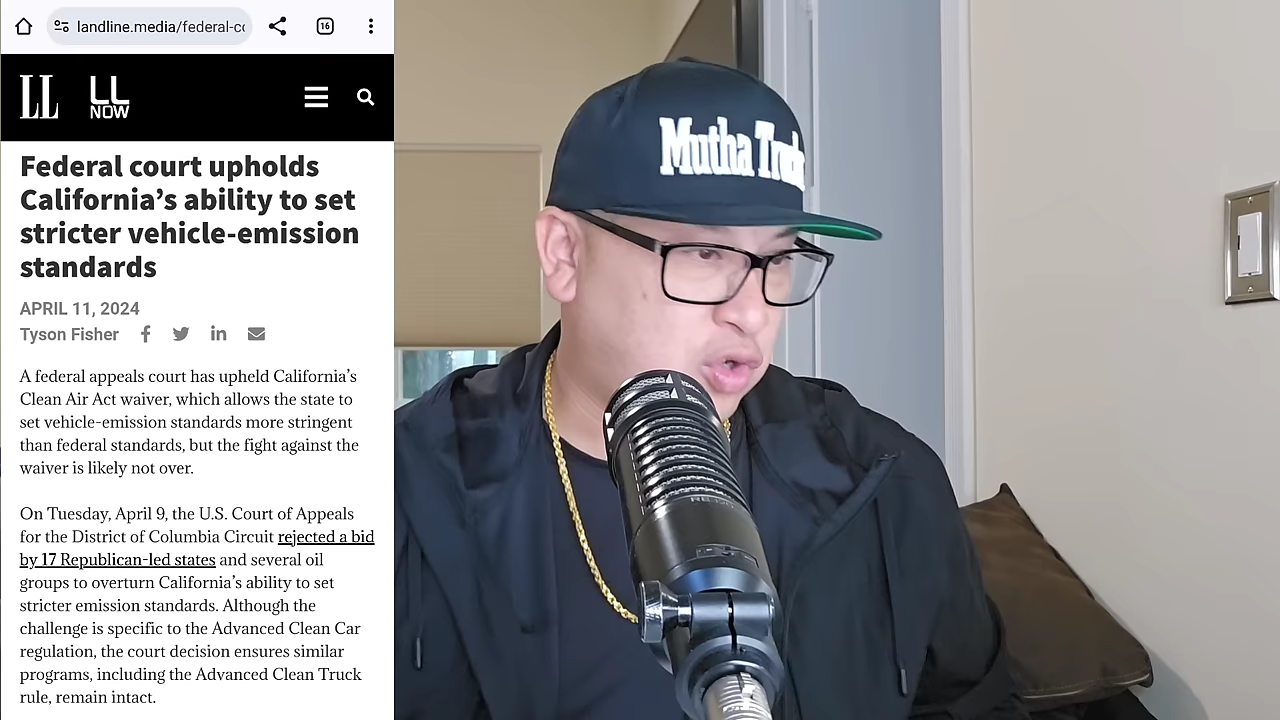 landline.media/federal-co
16
LL
LL
NOW
Federal court upholds
California’s ability to set
stricter vehicle-emission
standards
APRIL 11, 2024
Tyson Fisher
A federal appeals court has upheld California’s
Clean Air Act waiver, which allows the state to
set vehicle-emission standards more stringent
than federal standards, but the fight against the
waiver is likely not over.
On Tuesday, April 9, the U.S. Court of Appeals
for the District of Columbia Circuit rejected a bid
by 17 Republican-led states and several oil
groups to overturn California’s ability to set
stricter emission standards. Although the
challenge is specific to the Advanced Clean Car
regulation, the court decision ensures similar
programs, including the Advanced Clean Truck
rule, remain intact.
Mutha